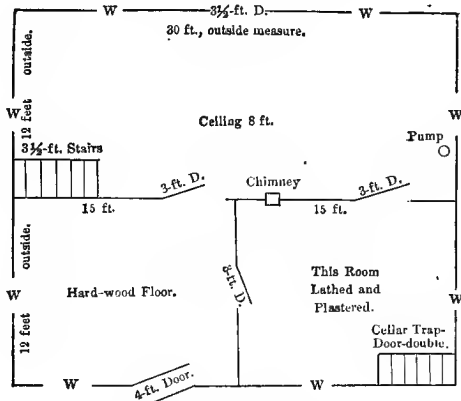 W 3½-ft. D. W
30 ft., outside measure.
12 feet outside.
W
Ceiling 8 ft.
W
Pump
3½-ft. Stairs
3-ft. D.
Chimney
3-ft. D.
15 ft.
15 ft.
12 feet outside.
W
Hard-wood Floor.
3-ft. D.
This Room
Lathed and
Plastered.
W
Cellar Trap-
Door-double.
W
4-ft. Door.
W